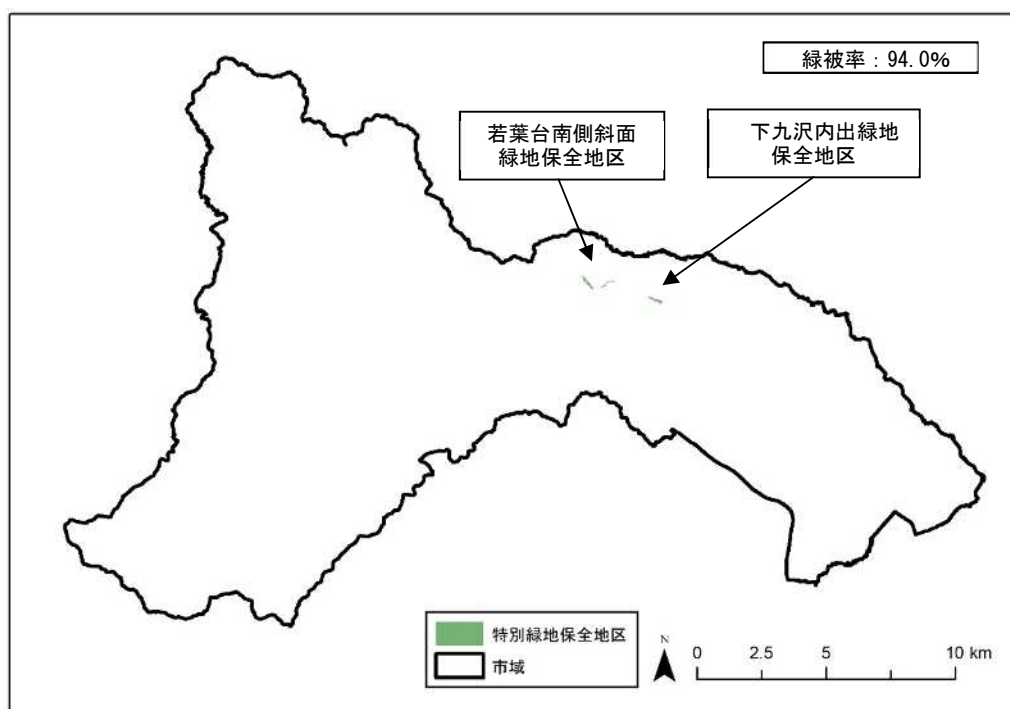 緑被率：94.0%
若葉台南側斜面
緑地保全地区
下九沢内出緑地
保全地区
特別緑地保全地区
市域
N
0 2.5 5 10 km